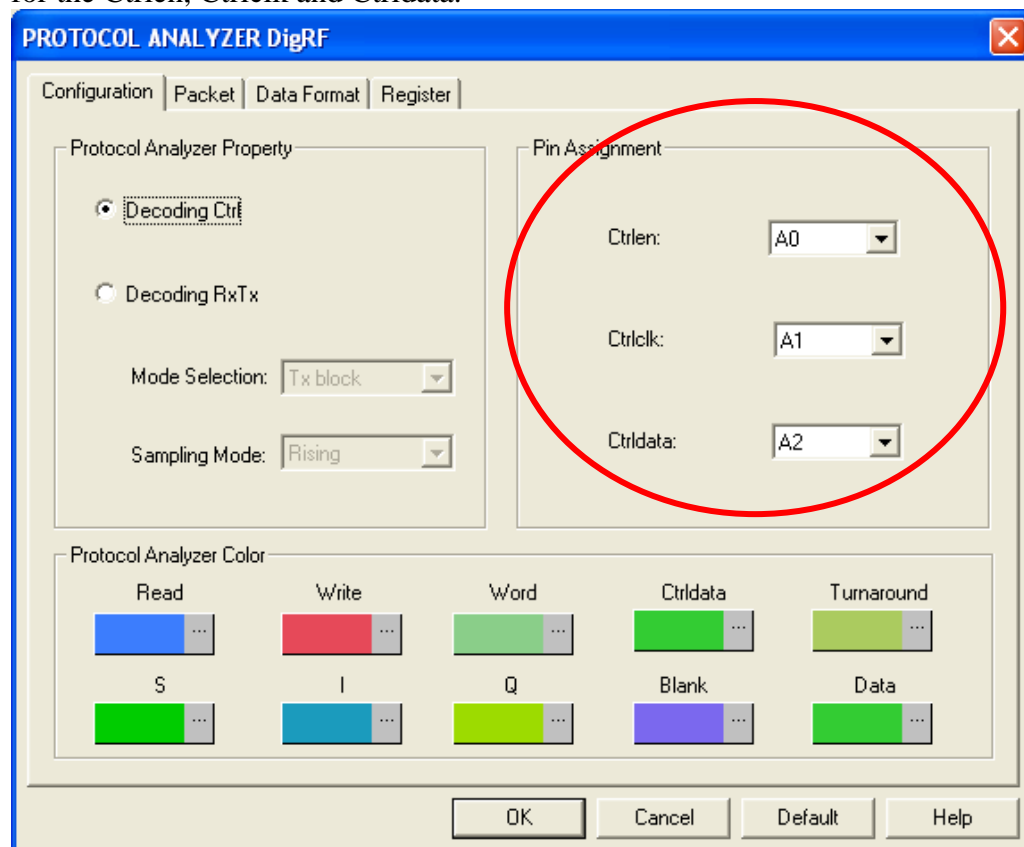 for the Ctrlen, Ctrlclk and Ctrldata.
PROTOCOL ANALYZER DigRF
Configuration Packet Data Format Register
Protocol Analyzer Property
Decoding Ctrl
Decoding RxTx
Mode Selection: Tx block
Sampling Mode: Rising
Pin Assignment
Ctrlen: A0
Ctrlclk: A1
Ctrldata: A2
Protocol Analyzer Color
Read Write Word Ctrldata Turnaround
... ... ... ... ...
S I Q Blank Data
... ... ... ... ...
OK Cancel Default Help